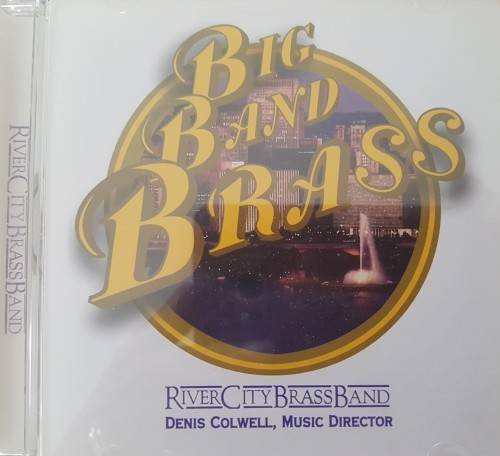 BIG
BAND
BRASS
RIVERCITYBRASSBAND
DENIS COLWELL, MUSIC DIRECTOR
RIVERCITYBRASSBAND